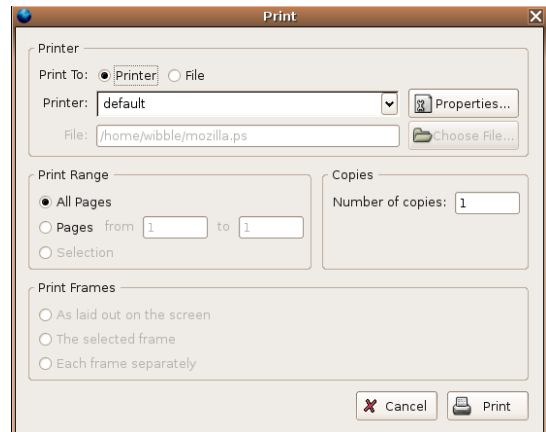 Print
Printer
Print To: Printer File
Printer: default Properties...
File: /home/wibble/mozilla.ps Choose File...
Print Range
All Pages
Pages from 1 to 1
Selection
Copies
Number of copies: 1
Print Frames
As laid out on the screen
The selected frame
Each frame separately
Cancel Print